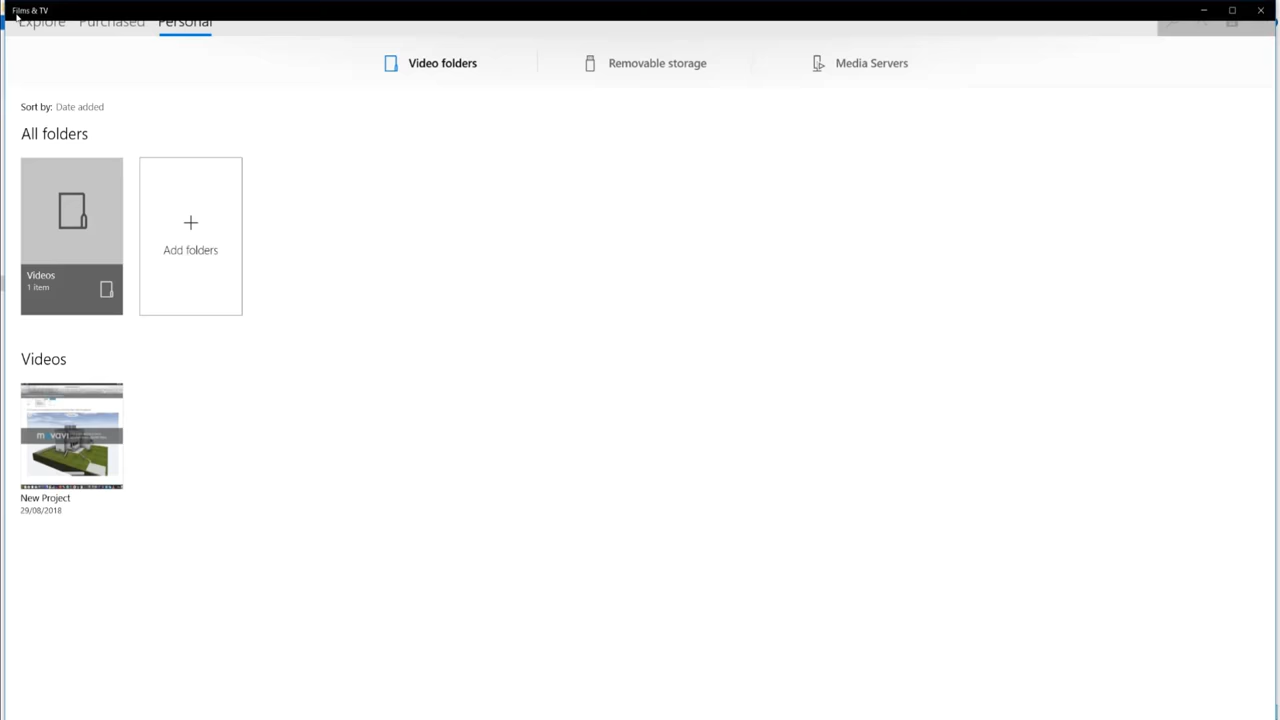 Films & TV
Explore Purchased Personal
Video folders Removable storage Media Servers
Sort by: Date added
All folders
Videos
1 item
Add folders
Videos
movavi
New Project
29/08/2018